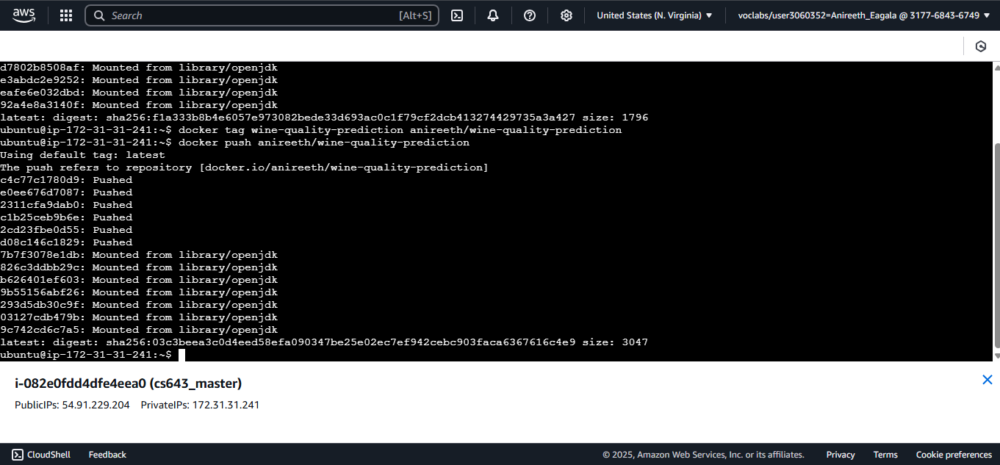 aws
Search [Alt+S] United States (N. Virginia) voclabs/user3060352=Anireeth_Eagala @ 3177-6843-6749
d7802b8508af: Mounted from library/openjdk
e3abdc2e9252: Mounted from library/openjdk
eafe6e032dbd: Mounted from library/openjdk
92a4e8a3140f: Mounted from library/openjdk
latest: digest: sha256:f1a333b8b4e6057e973082bede33d693ac0c1f79cf2dcb413274429735a3a427 size: 1796
ubuntu@ip-172-31-31-241:~$ docker tag wine-quality-prediction anireeth/wine-quality-prediction
ubuntu@ip-172-31-31-241:~$ docker push anireeth/wine-quality-prediction
Using default tag: latest
The push refers to repository [docker.io/anireeth/wine-quality-prediction]
c4c77c1780d9: Pushed
e0ee676d7087: Pushed
2311cfa9dab0: Pushed
c1b25ceb9b6e: Pushed
2cd23fbe0d55: Pushed
d08c146c1829: Pushed
7b7f3078e1db: Mounted from library/openjdk
826c3ddbb29c: Mounted from library/openjdk
b626401ef603: Mounted from library/openjdk
9b55156abf26: Mounted from library/openjdk
293d5db30c9f: Mounted from library/openjdk
03127cdb479b: Mounted from library/openjdk
9c742cd6c7a5: Mounted from library/openjdk
latest: digest: sha256:03c3beea3c0d4eed58efa090347be25e02ec7ef942cebc903faca6367616c4e9 size: 3047
ubuntu@ip-172-31-31-241:~$
i-082e0fdd4dfe4eea0 (cs643_master)
PublicIPs: 54.91.229.204 PrivateIPs: 172.31.31.241
CloudShell Feedback © 2025, Amazon Web Services, Inc. or its affiliates. Privacy Terms Cookie preferences